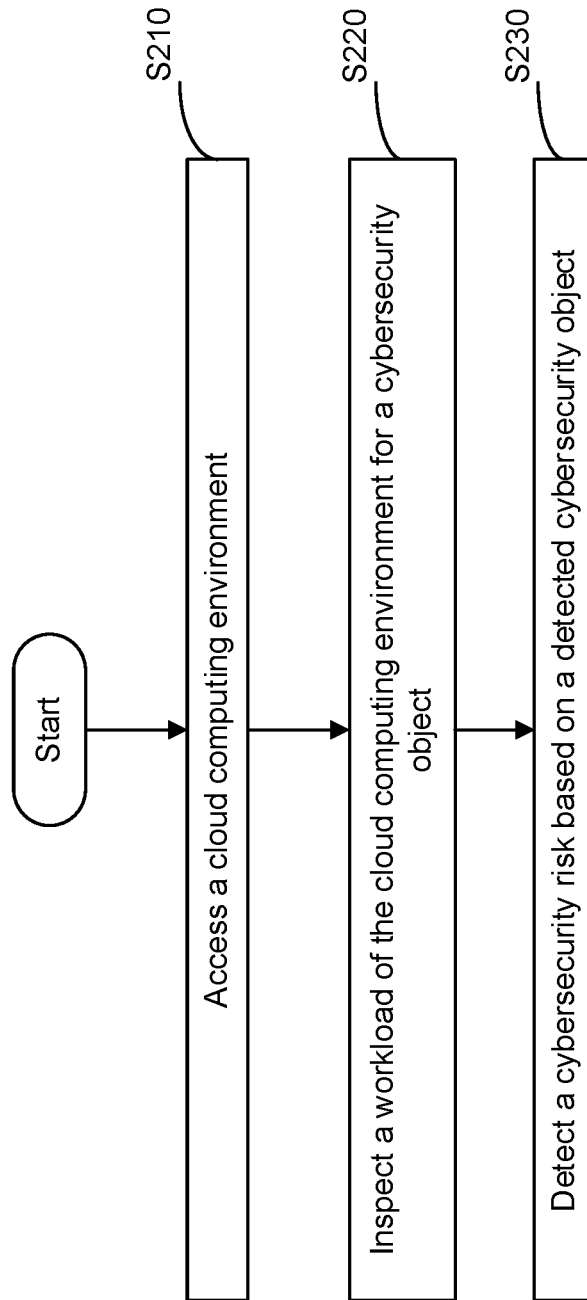 Start
Access a cloud computing environment
S210
Inspect a workload of the cloud computing environment for a cybersecurity
object
S220
Detect a cybersecurity risk based on a detected cybersecurity object
S230